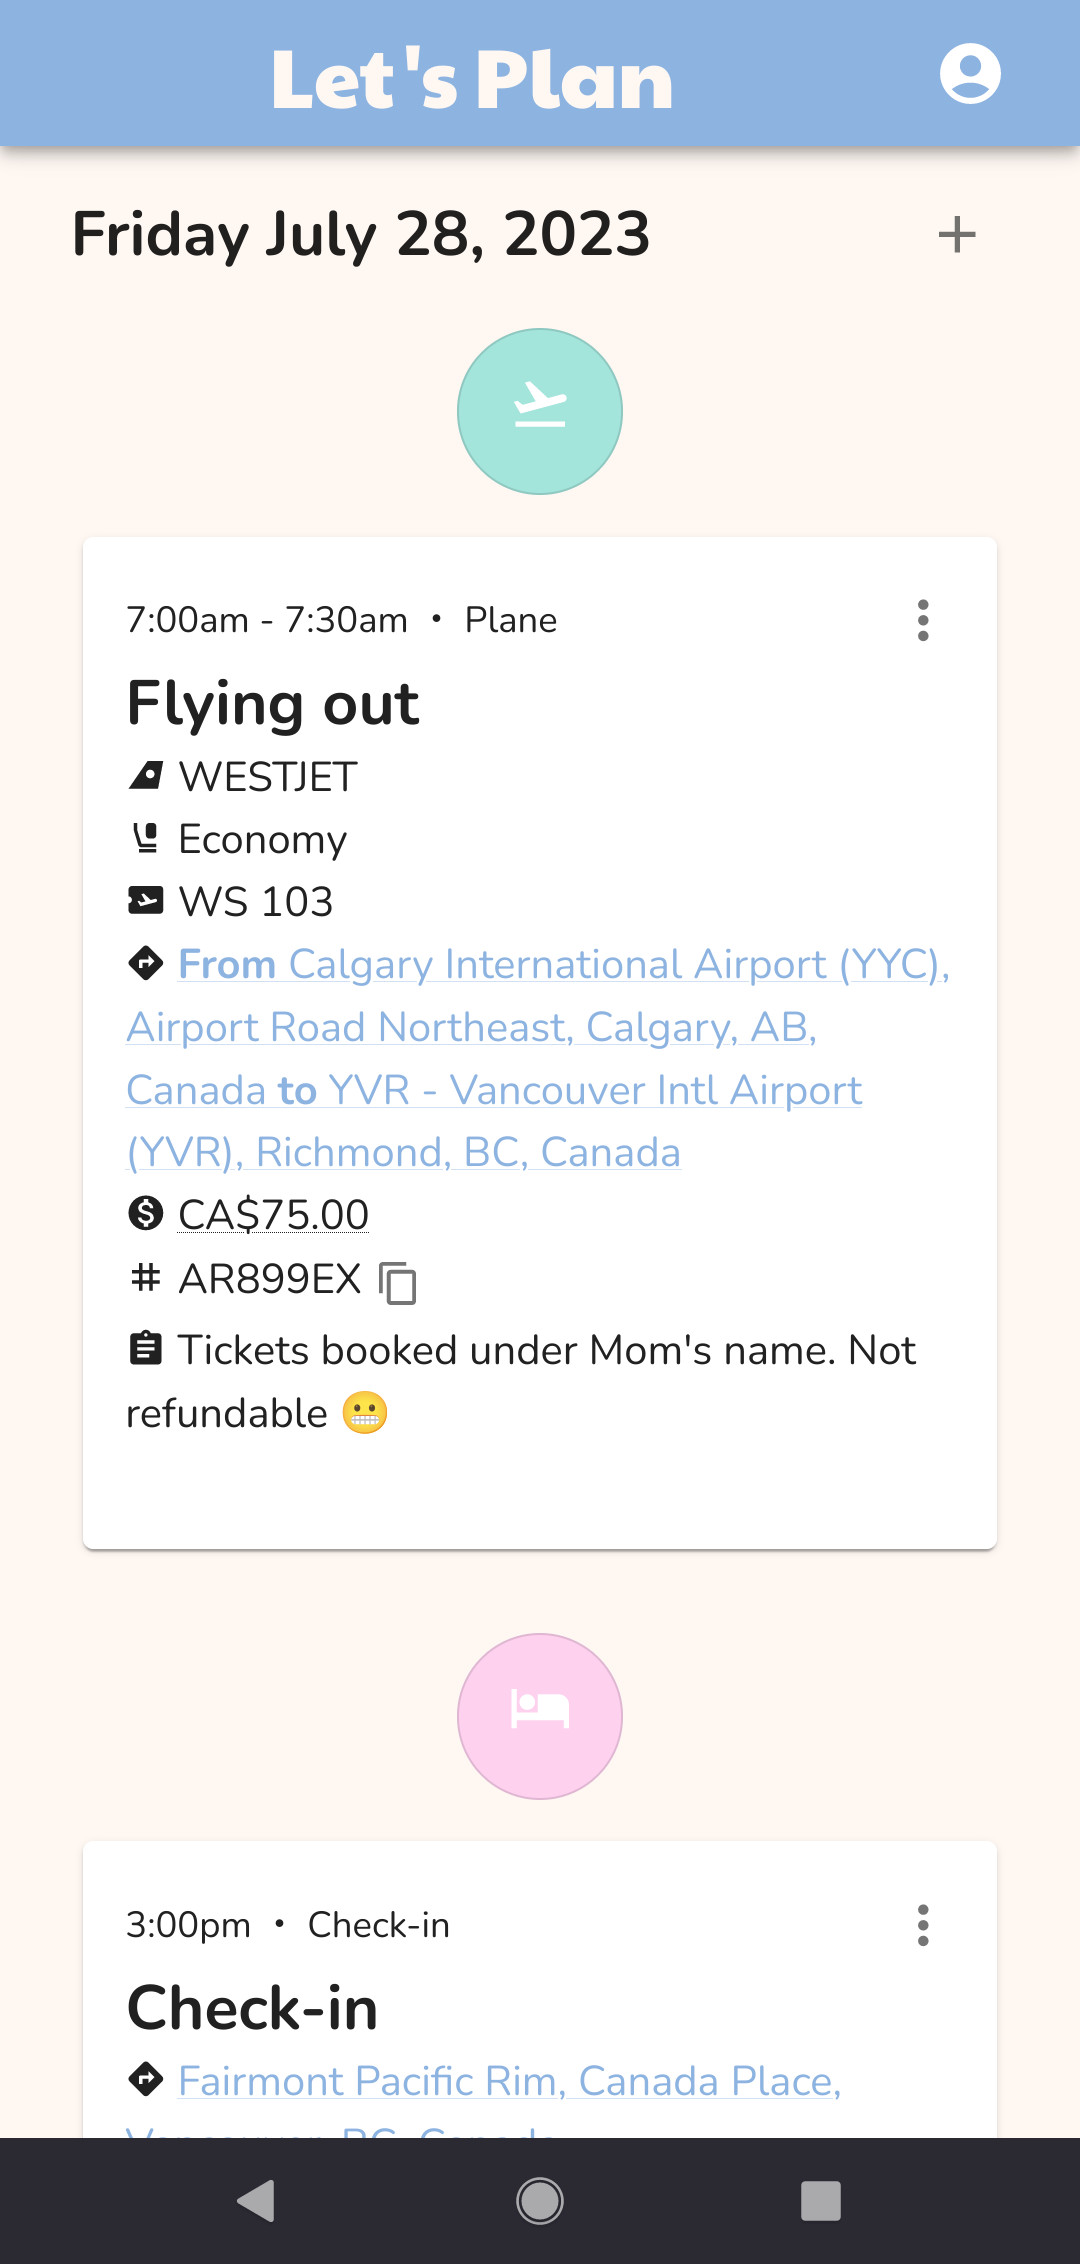 Let's Plan
Friday July 28, 2023
7:00am - 7:30am • Plane
Flying out
WESTJET
Economy
WS 103
From Calgary International Airport (YYC),
Airport Road Northeast, Calgary, AB,
Canada to YVR - Vancouver Intl Airport
(YVR), Richmond, BC, Canada
CA$75.00
# AR899EX
Tickets booked under Mom's name. Not
refundable 😬
3:00pm • Check-in
Check-in
Fairmont Pacific Rim, Canada Place,
Vancouver, BC, Canada